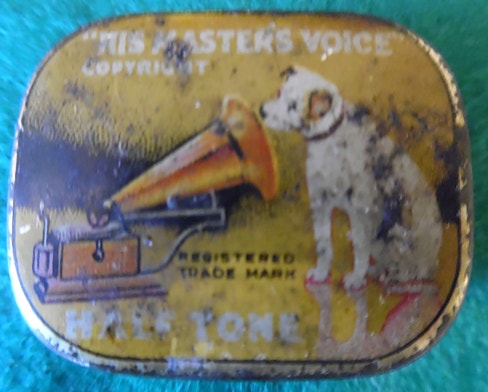 "HIS MASTER'S VOICE"
COPYRIGHT
REGISTERED
TRADE MARK
HALF TONE